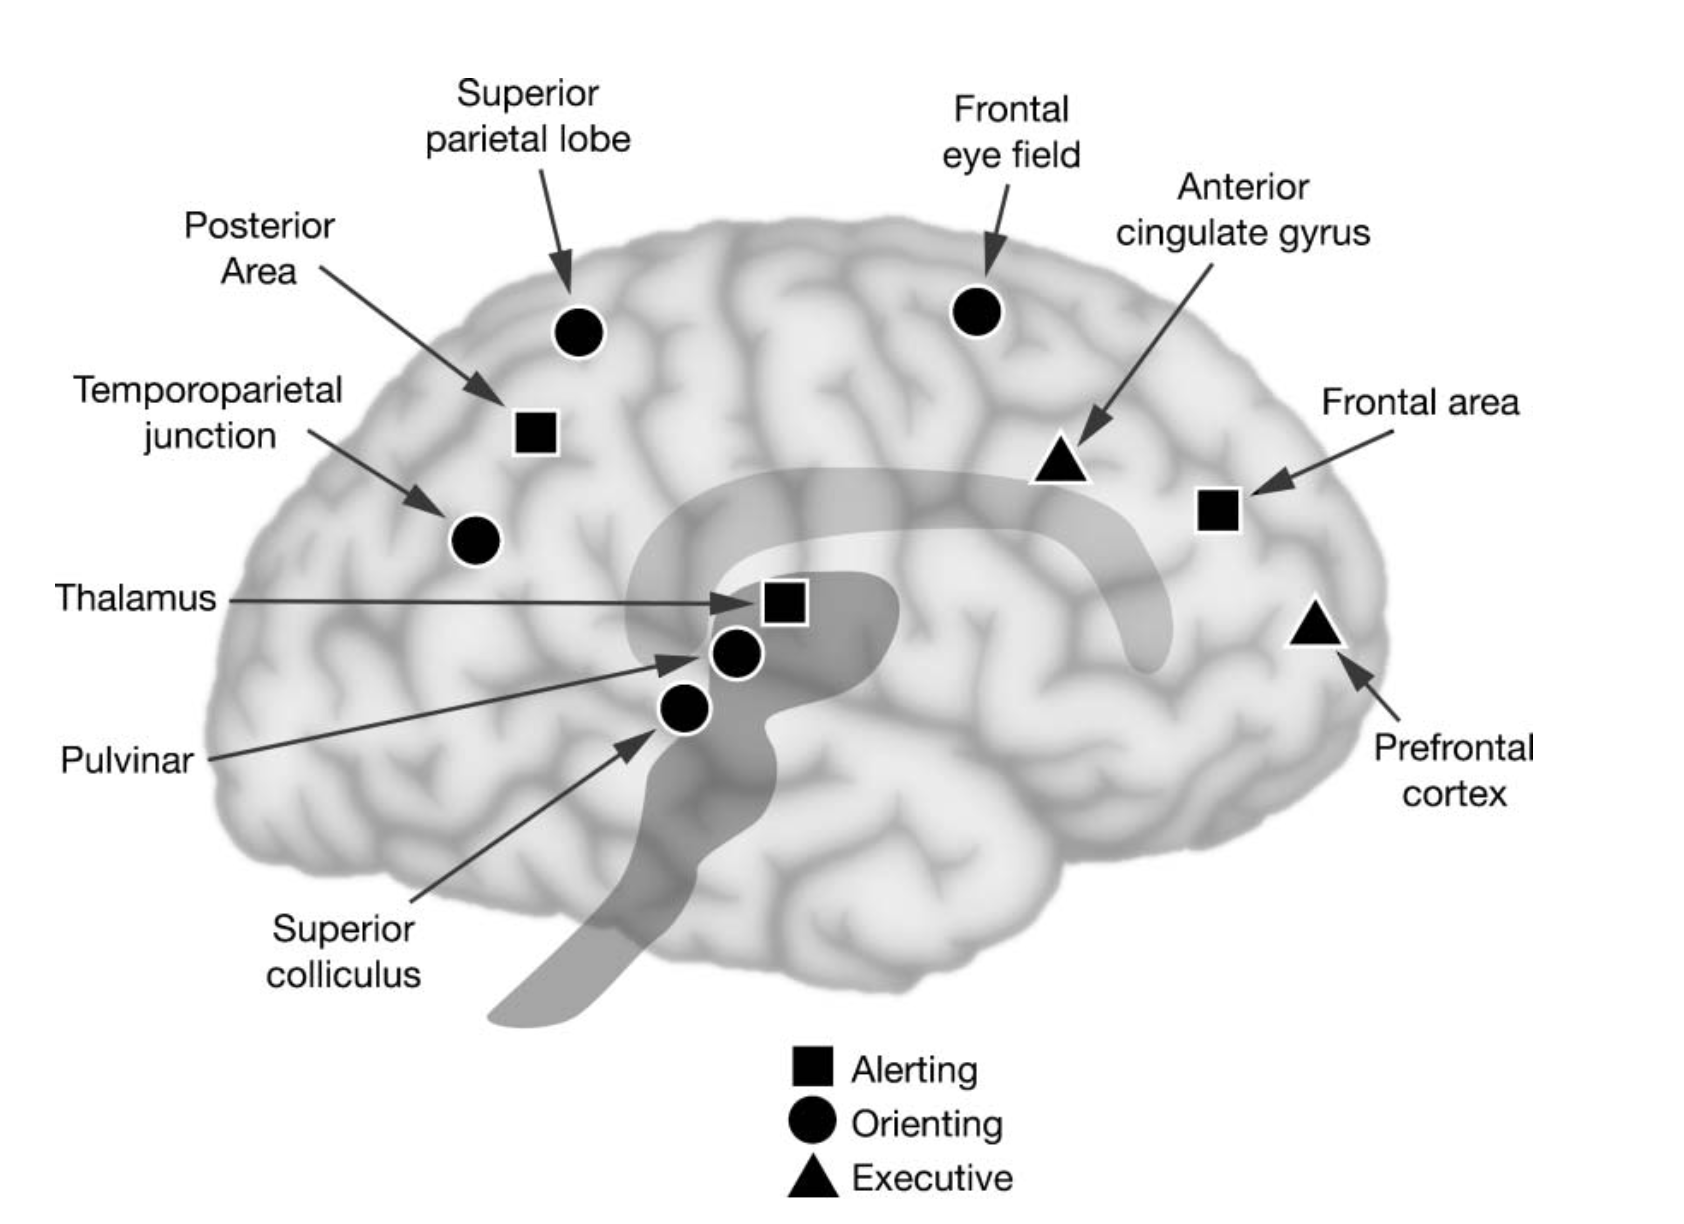 Superior
parietal lobe
Frontal
eye field
Anterior
cingulate gyrus
Posterior
Area
Temporoparietal
junction
Frontal area
Thalamus
Pulvinar
Prefrontal
cortex
Superior
colliculus
Alerting
Orienting
Executive